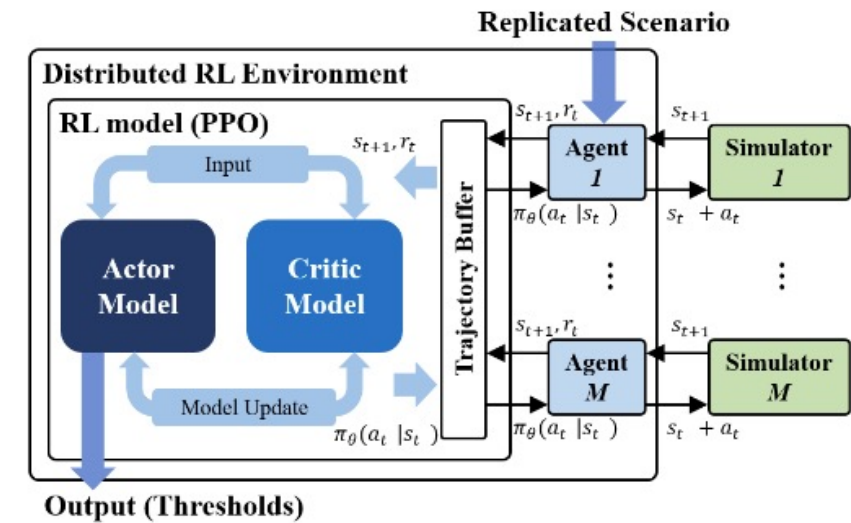 Replicated Scenario
Distributed RL Environment
RL model (PPO)
Input
s_{t+1}, r_t
Actor
Model
Critic
Model
Model Update
π_θ(a_t |s_t )
Trajectory Buffer
s_{t+1}, r_t
Agent
1
π_θ(a_t |s_t )
s_{t+1}
s_t + a_t
Simulator
1
⋮
⋮
s_{t+1}, r_t
Agent
M
π_θ(a_t |s_t )
s_{t+1}
s_t + a_t
Simulator
M
Output (Thresholds)